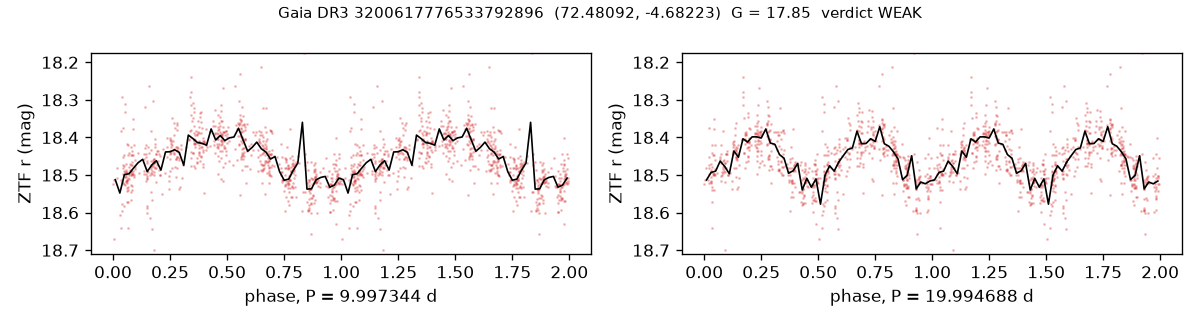 Gaia DR3 3200617776533792896 (72.48092, -4.68223) G = 17.85 verdict WEAK
ZTF r (mag)
18.2
18.3
18.4
18.5
18.6
18.7
0.00 0.25 0.50 0.75 1.00 1.25 1.50 1.75 2.00
phase, P = 9.997344 d
ZTF r (mag)
18.2
18.3
18.4
18.5
18.6
18.7
0.00 0.25 0.50 0.75 1.00 1.25 1.50 1.75 2.00
phase, P = 19.994688 d